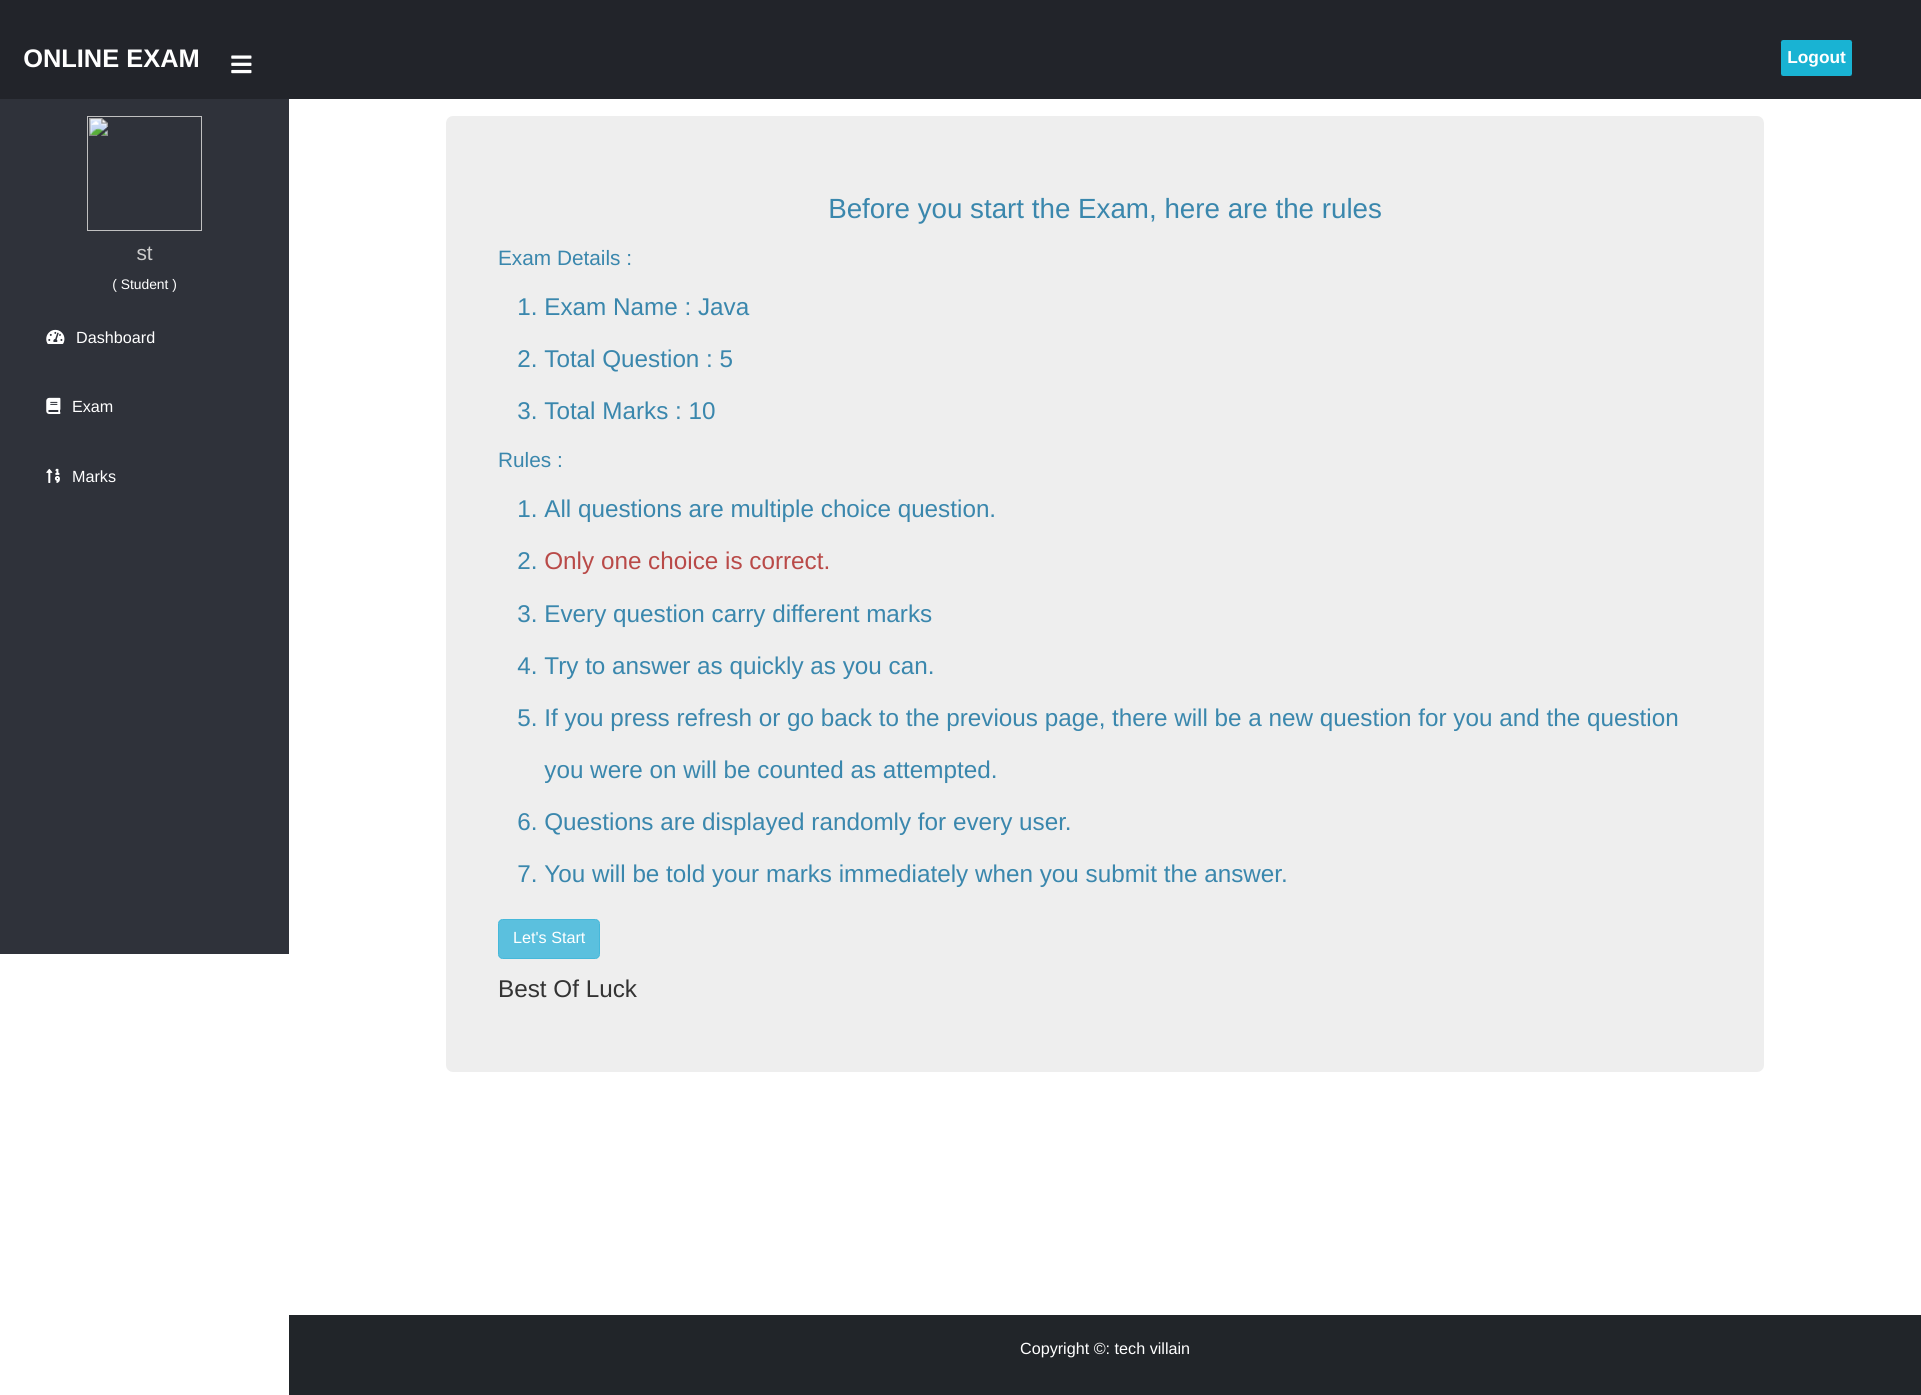 ONLINE EXAM
Logout
st
( Student )
Dashboard
Exam
Marks
Before you start the Exam, here are the rules
Exam Details :
1. Exam Name : Java
2. Total Question : 5
3. Total Marks : 10
Rules :
1. All questions are multiple choice question.
2. Only one choice is correct.
3. Every question carry different marks
4. Try to answer as quickly as you can.
5. If you press refresh or go back to the previous page, there will be a new question for you and the question
you were on will be counted as attempted.
6. Questions are displayed randomly for every user.
7. You will be told your marks immediately when you submit the answer.
Let's Start
Best Of Luck
Copyright ©: tech villain